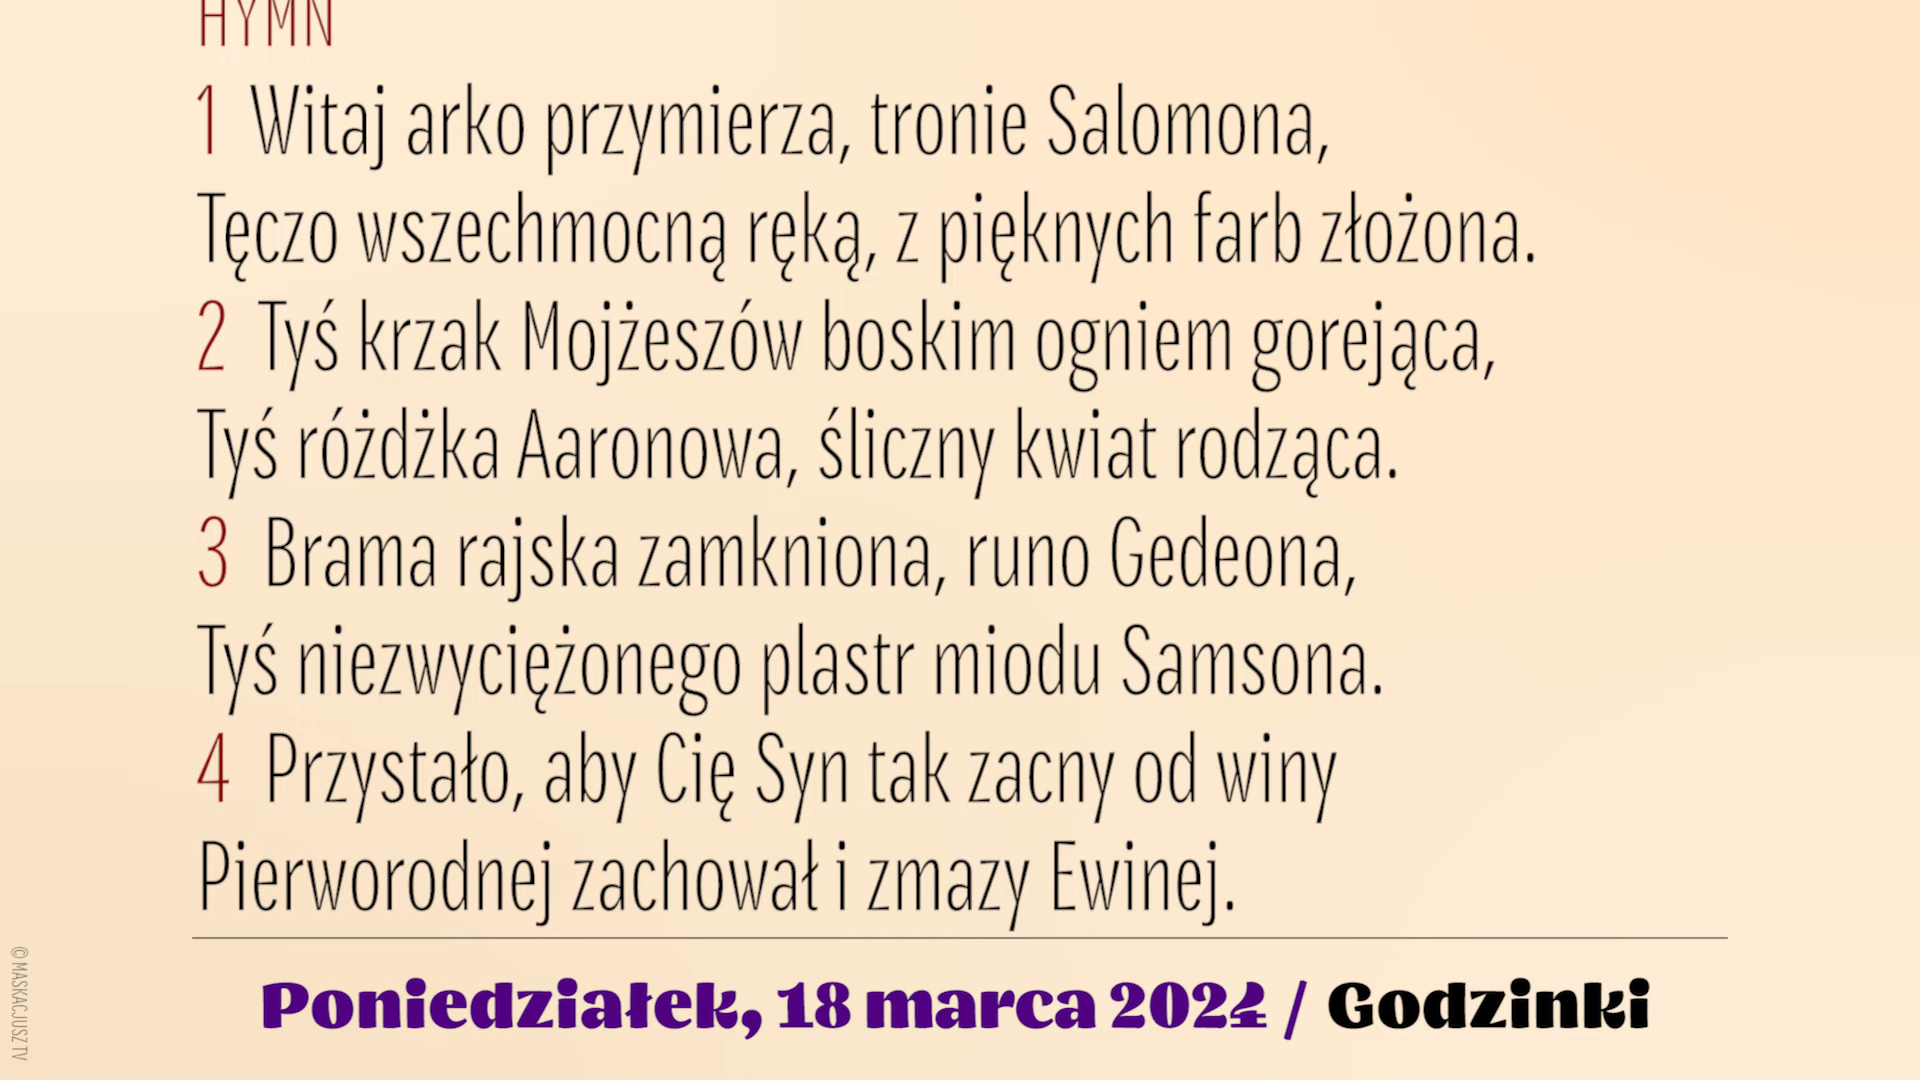 HYMN
1 Witaj arko przymierza, tronie Salomona,
Tęczo wszechmocną ręką, z pięknych farb złożona.
2 Tyś krzak Mojżeszów boskim ogniem gorejąca,
Tyś różdżka Aaronowa, śliczny kwiat rodząca.
3 Brama rajska zamkniona, runo Gedeona,
Tyś niezwyciężonego plastr miodu Samsona.
4 Przystało, aby Cię Syn tak zacny od winy
Pierworodnej zachował i zmazy Ewinej.
Poniedziałek, 18 marca 2024 / Godzinki
© MASKACJUSZ TV